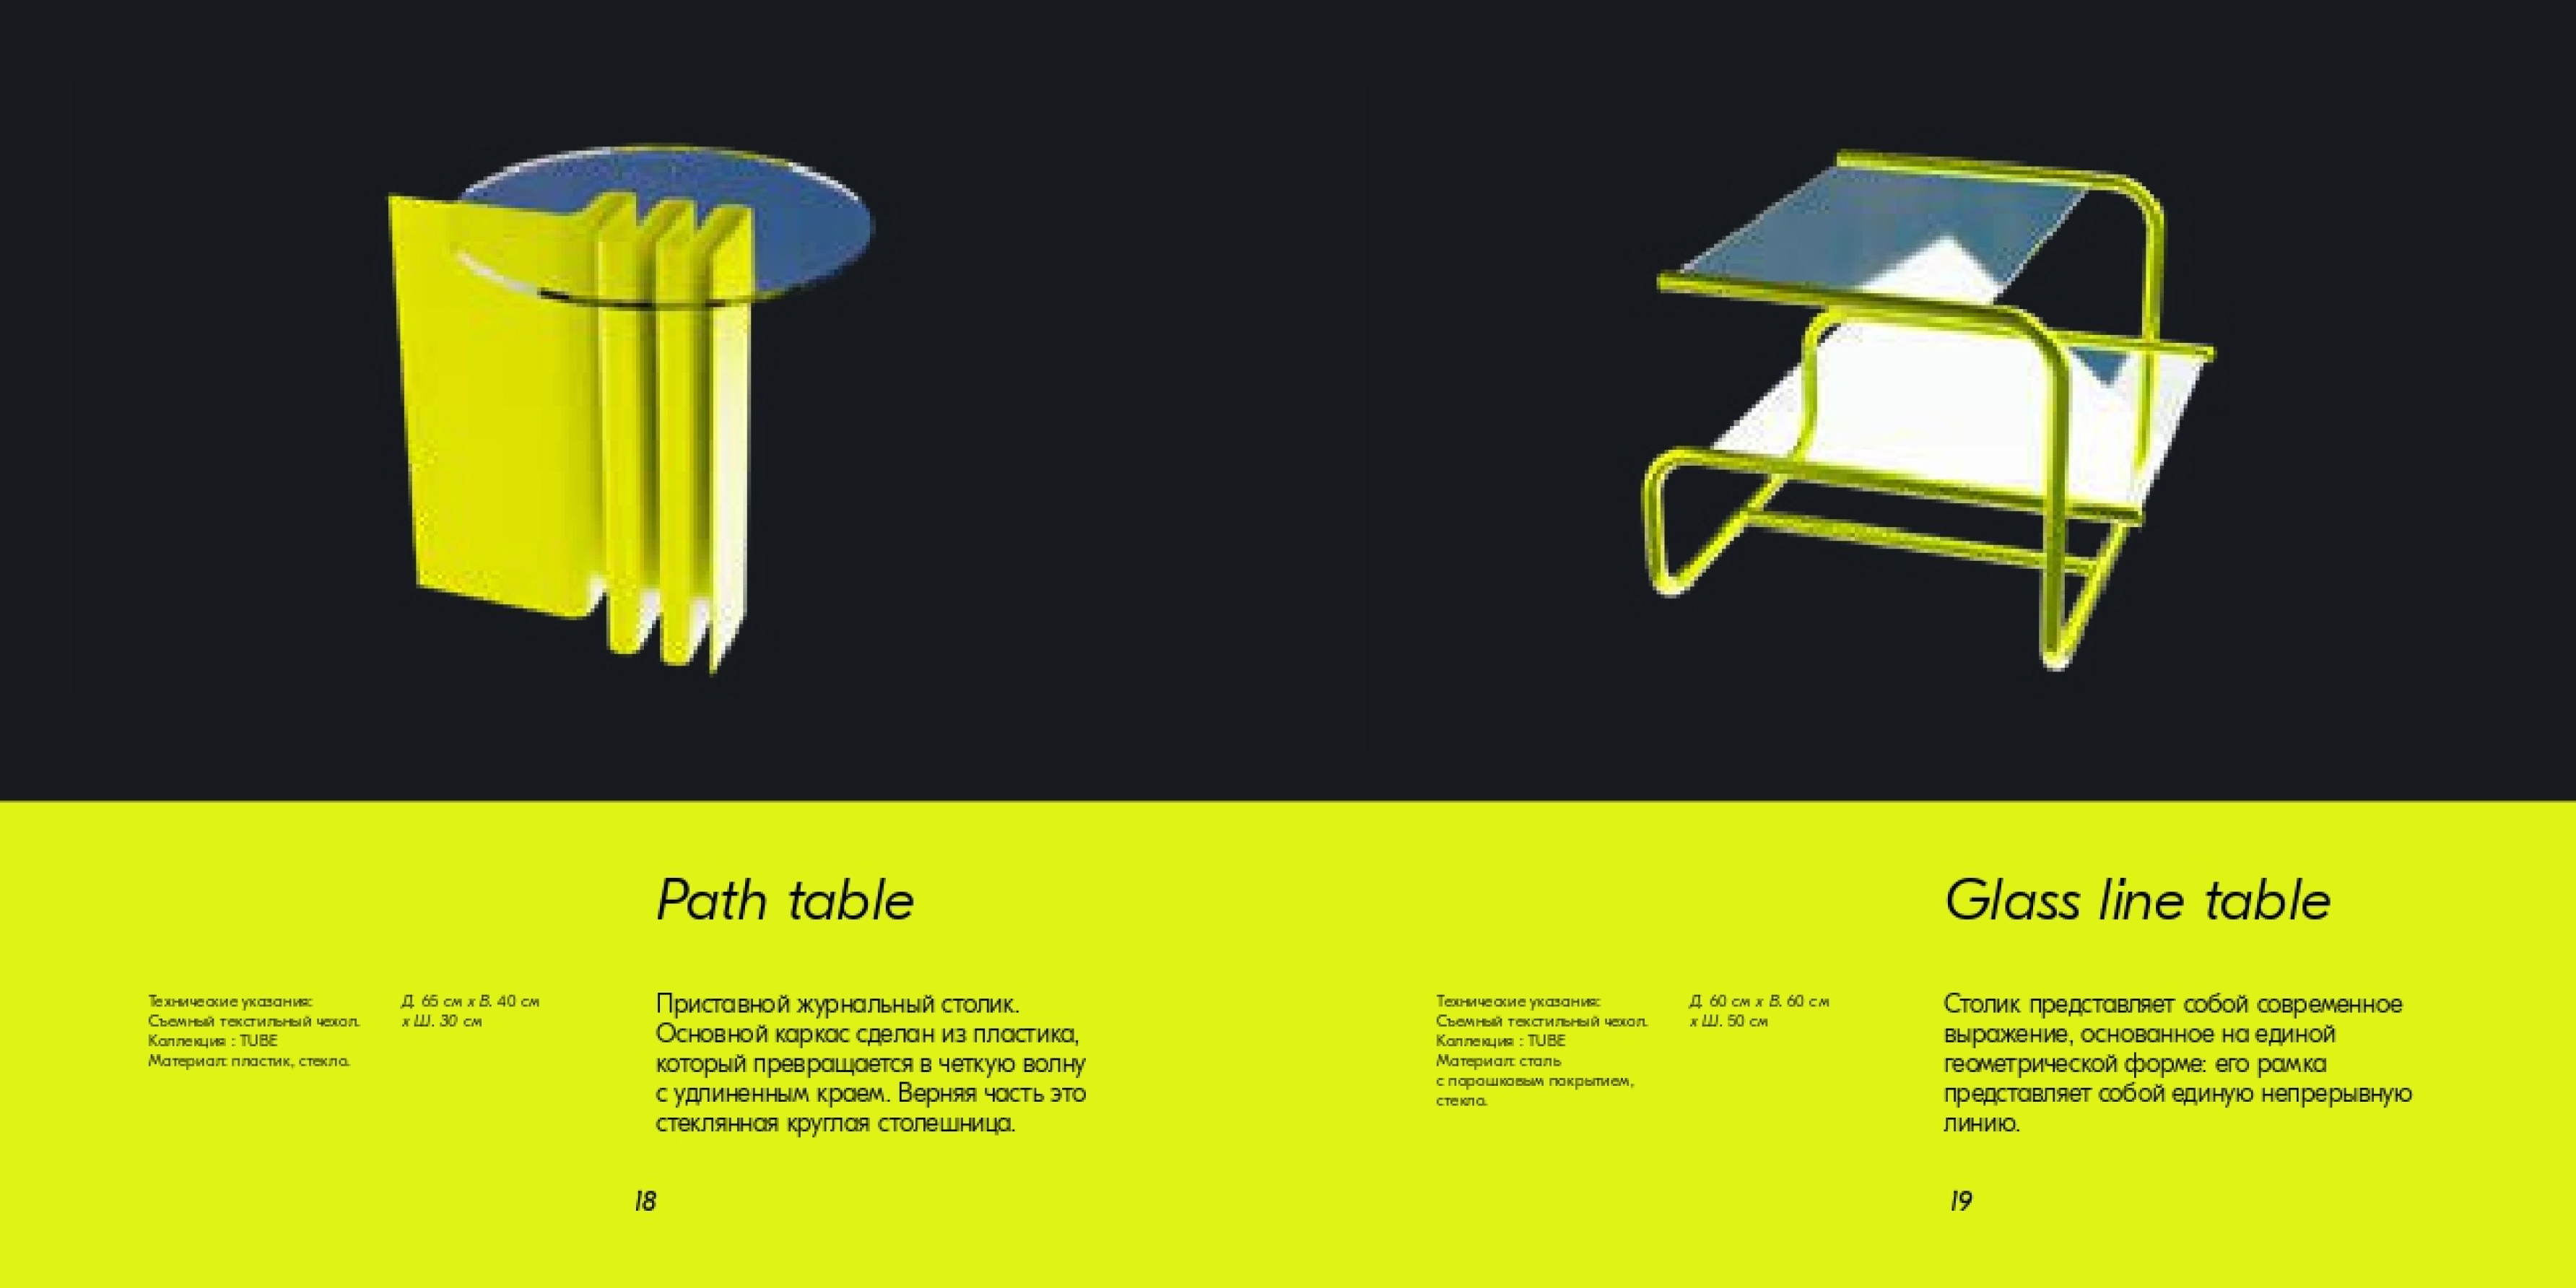 Path table
Технические указания:
Съемный текстильный чехол.
Коллекция : TUBE
Материал: пластик, стекло.
Д. 65 см х В. 40 см
х Ш. 30 см
Приставной журнальный столик.
Основной каркас сделан из пластика,
который превращается в четкую волну
с удлиненным краем. Верняя часть это
стеклянная круглая столешница.
18
Glass line table
Технические указания:
Съемный текстильный чехол.
Коллекция : TUBE
Материал: сталь
с порошковым покрытием,
стекло.
Д. 60 см х В. 60 см
х Ш. 50 см
Столик представляет собой современное
выражение, основанное на единой
геометрической форме: его рамка
представляет собой единую непрерывную
линию.
19